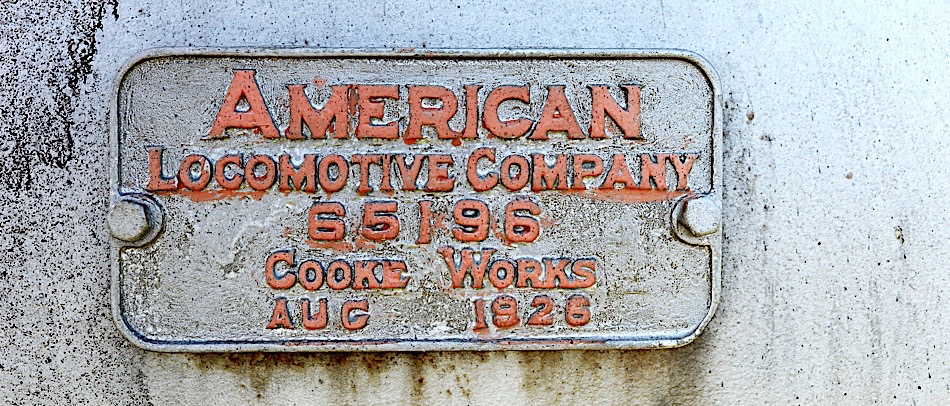 AMERICAN
LOCOMOTIVE COMPANY
65196
COOKE WORKS
AUG 1926